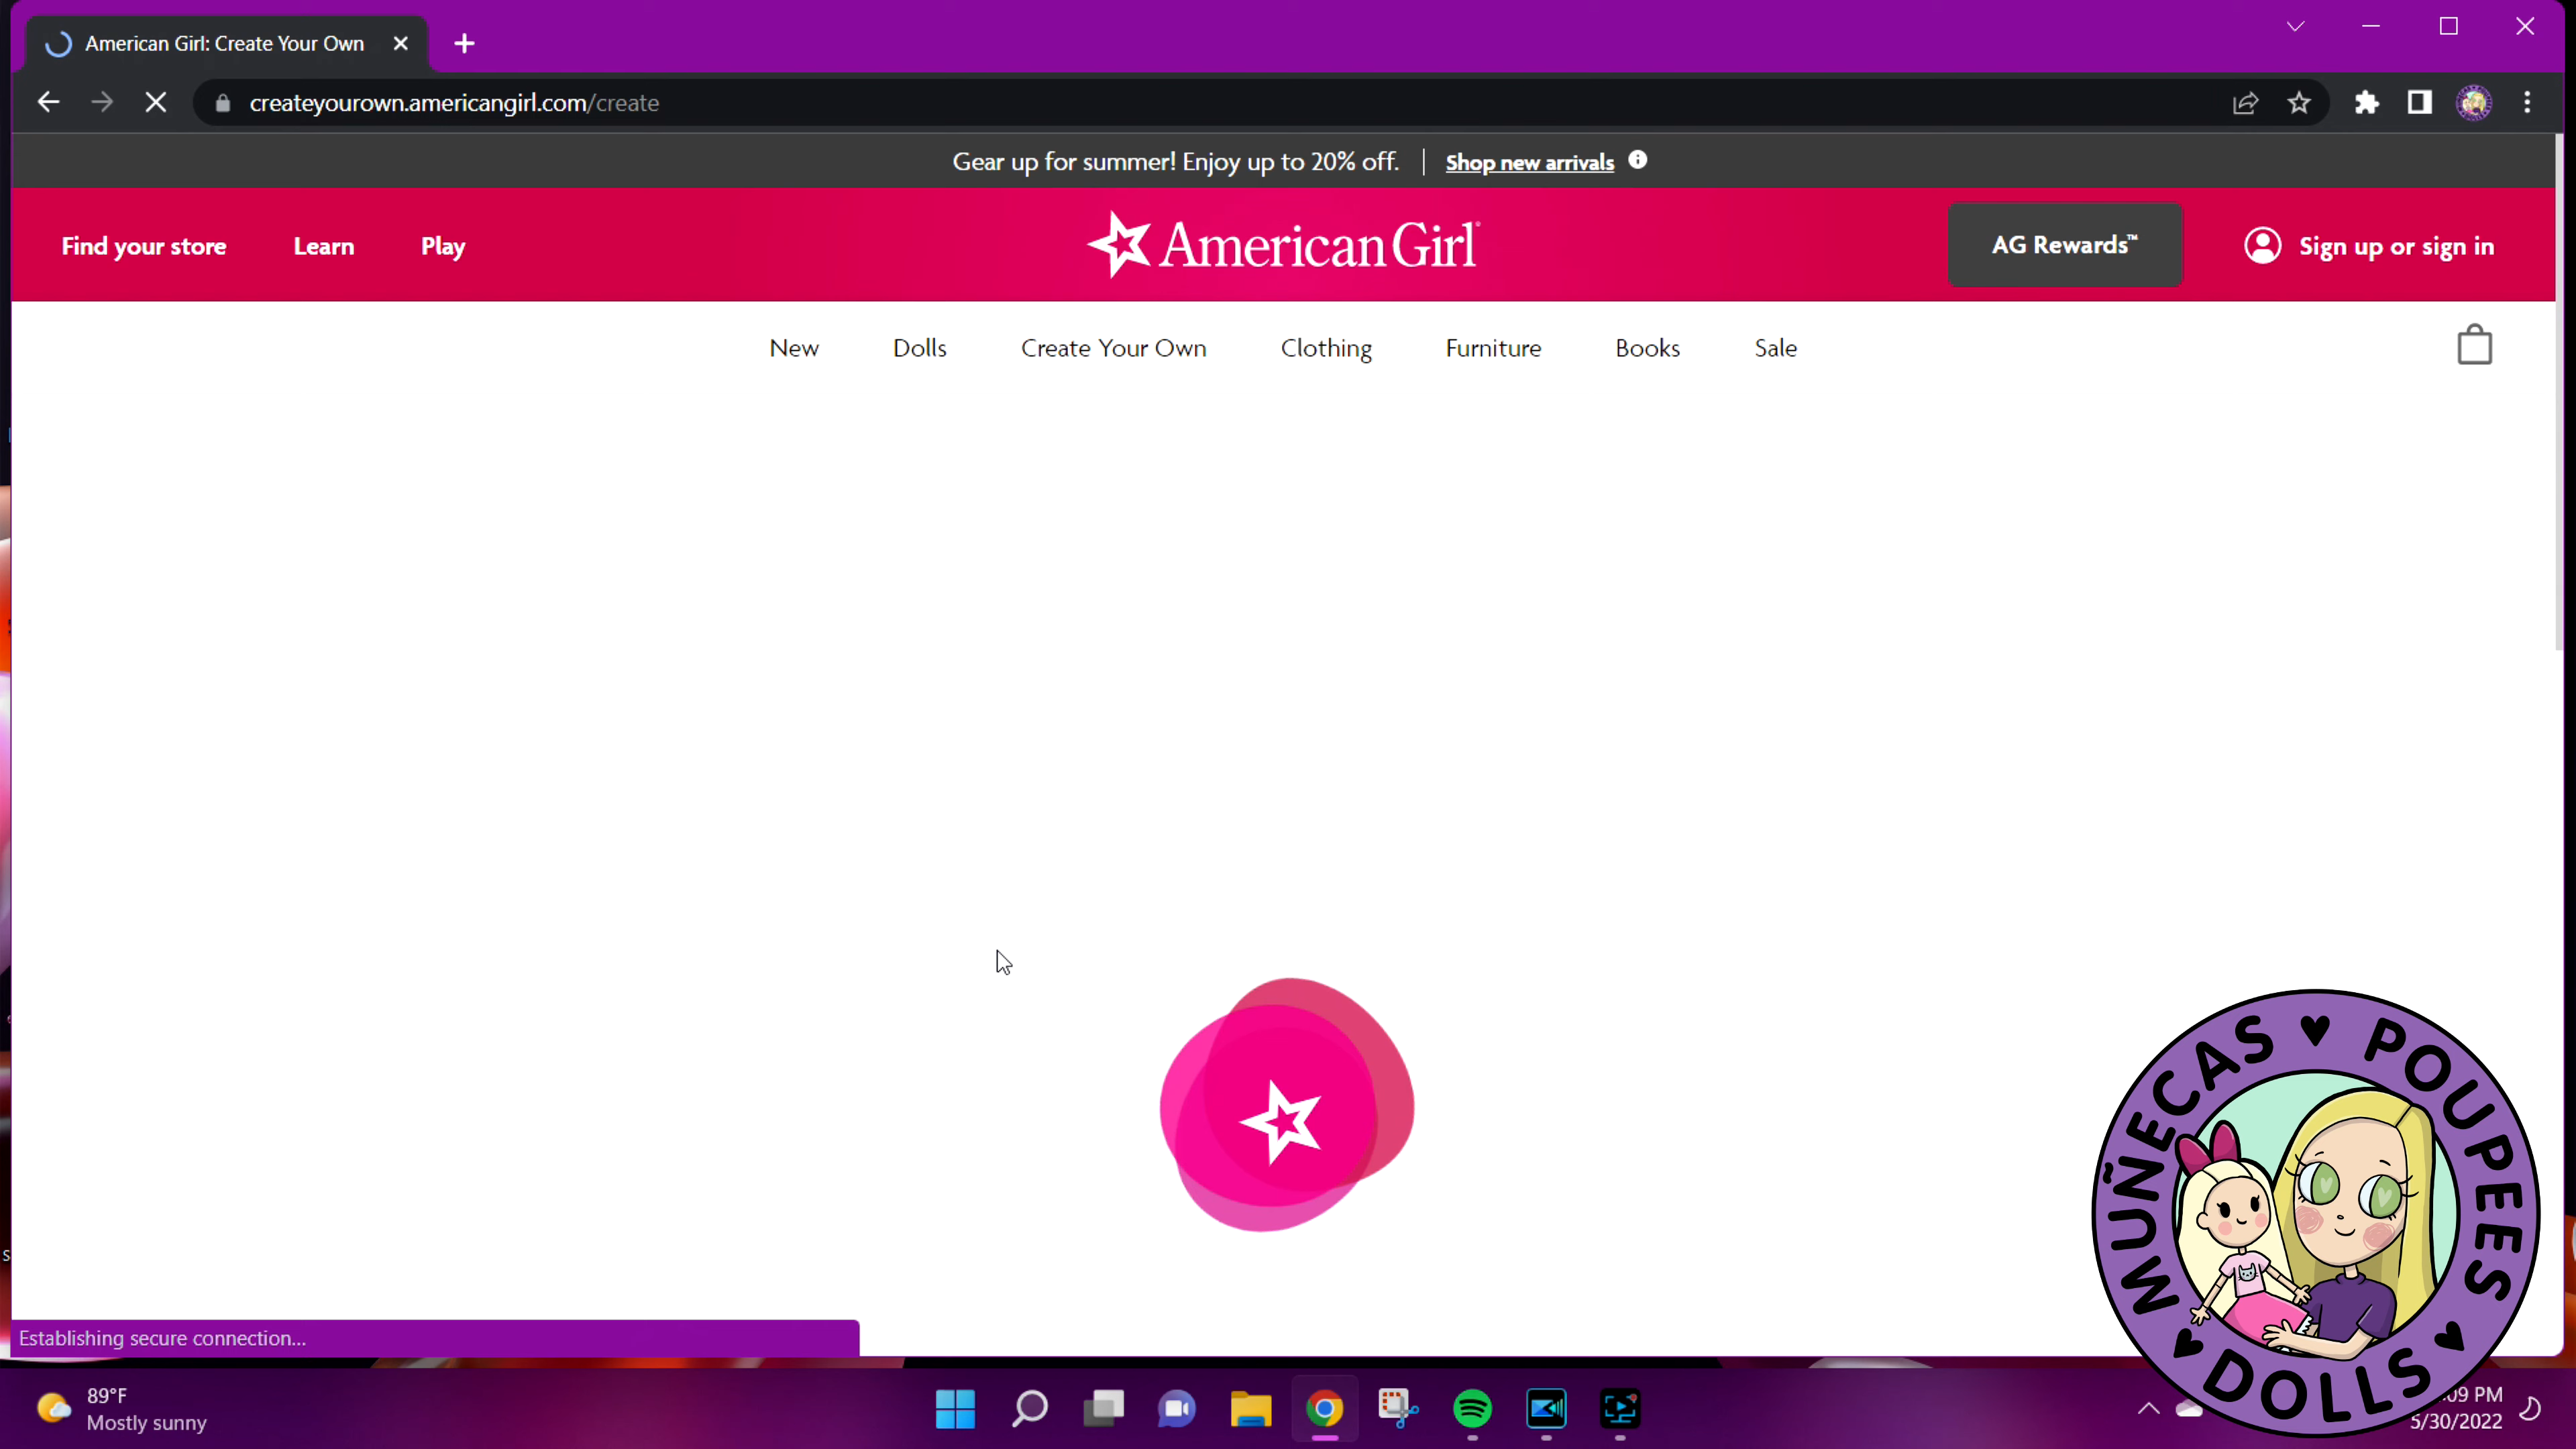 American Girl: Create Your Own
createyourown.americangirl.com/create
Gear up for summer! Enjoy up to 20% off. | Shop new arrivals
Find your store Learn Play
American Girl
AG Rewards™ Sign up or sign in
New Dolls Create Your Own Clothing Furniture Books Sale
MUÑECAS ♥ POUPEES ♥ DOLLS ♥
Establishing secure connection...
89°F
Mostly sunny
:09 PM
5/30/2022